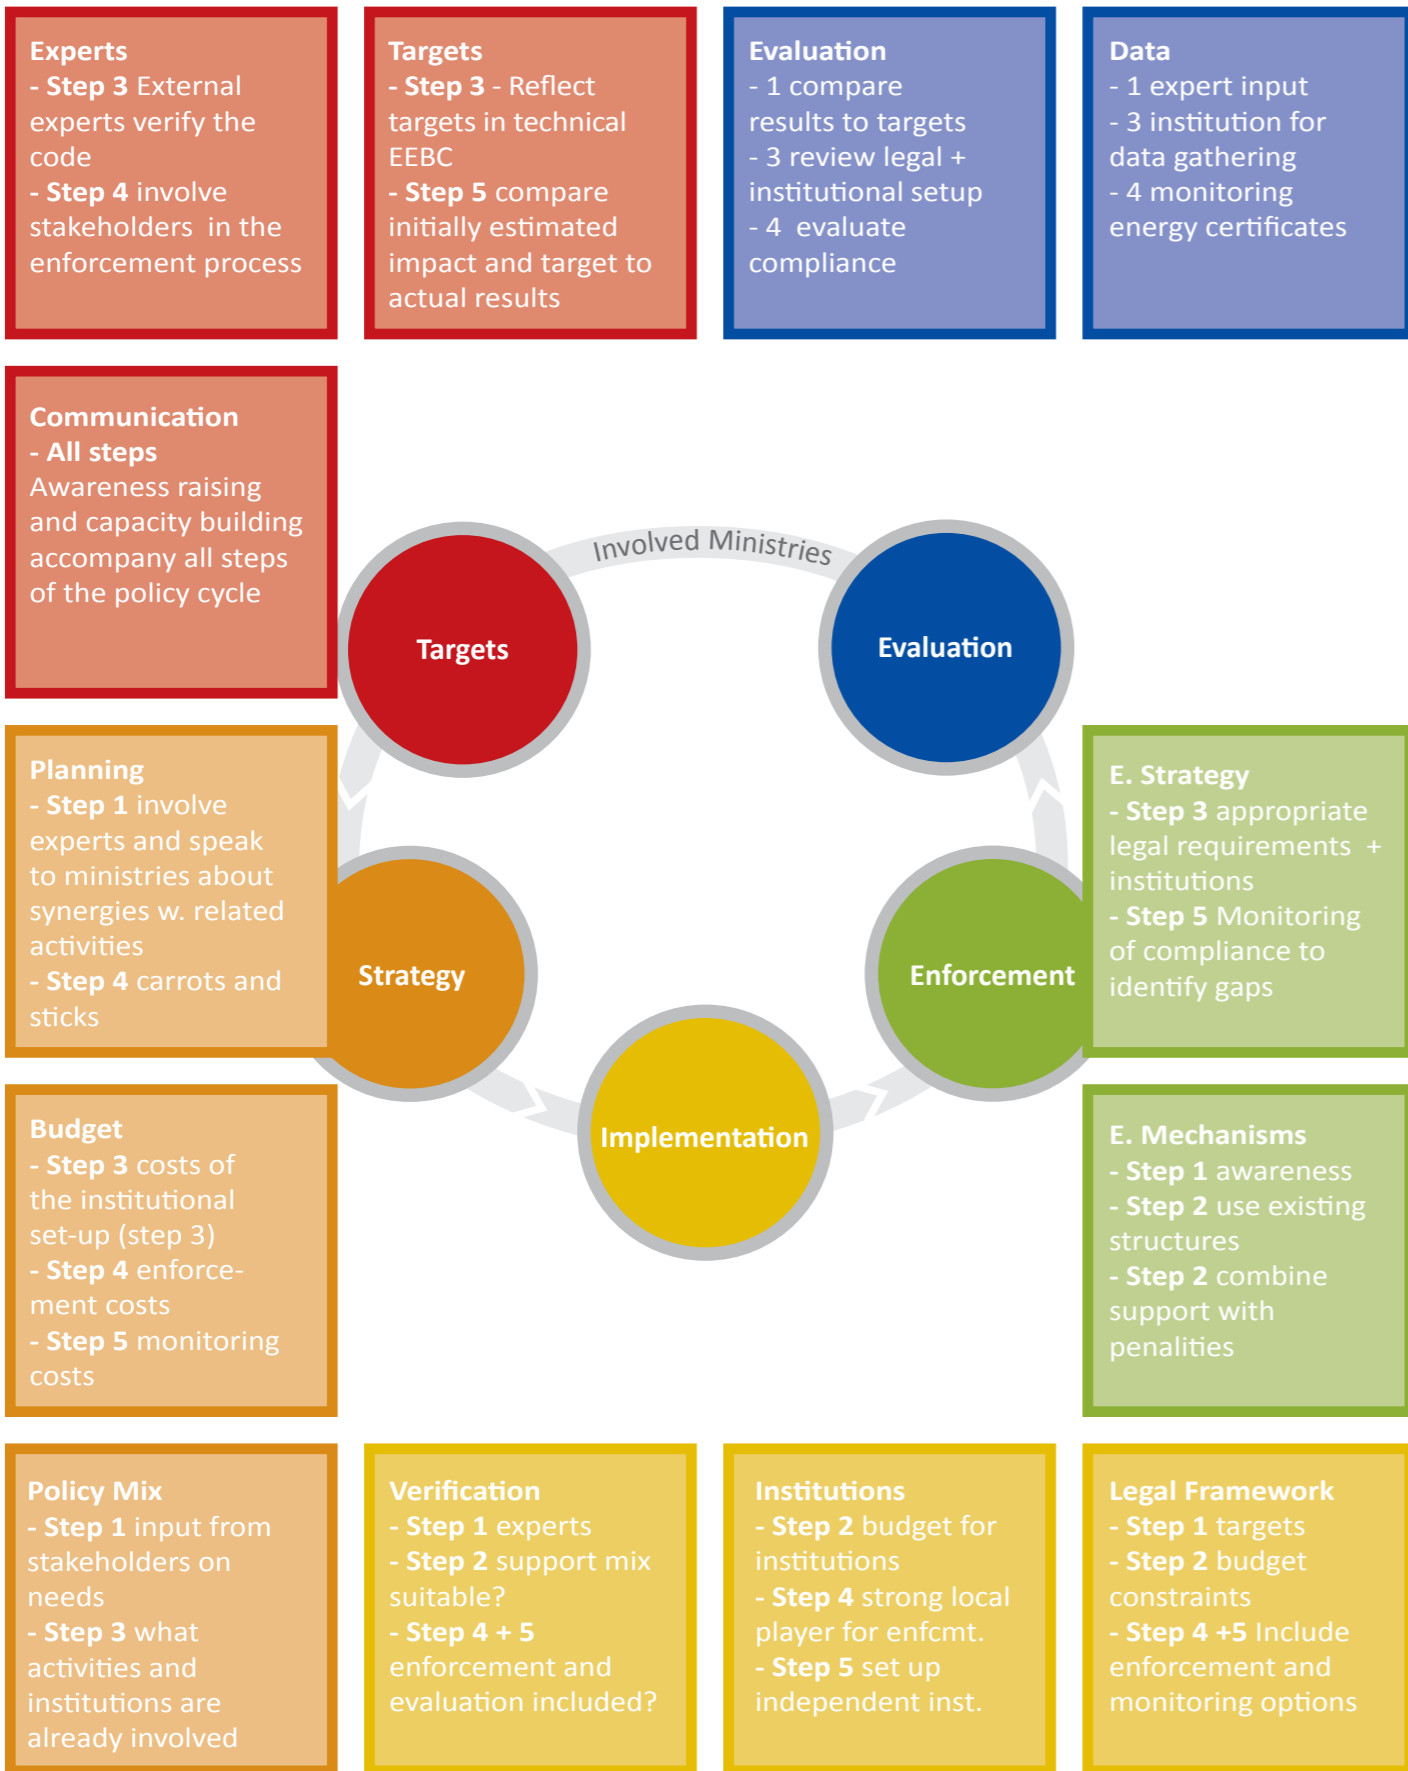 Experts
- Step 3 External
experts verify the
code
- Step 4 involve
stakeholders in the
enforcement process
Targets
- Step 3 - Reflect
targets in technical
EEBC
- Step 5 compare
initially estimated
impact and target to
actual results
Evaluation
- 1 compare
results to targets
- 3 review legal +
institutional setup
- 4 evaluate
compliance
Data
- 1 expert input
- 3 institution for
data gathering
- 4 monitoring
energy certificates
Communication
- All steps
Awareness raising
and capacity building
accompany all steps
of the policy cycle
Involved Ministries
Targets
Evaluation
Planning
- Step 1 involve
experts and speak
to ministries about
synergies w. related
activities
- Step 4 carrots and
sticks
Strategy
Implementation
Enforcement
E. Strategy
- Step 3 appropriate
legal requirements +
institutions
- Step 5 Monitoring
of compliance to
identify gaps
Budget
- Step 3 costs of
the institutional
set-up (step 3)
- Step 4 enforce-
ment costs
- Step 5 monitoring
costs
E. Mechanisms
- Step 1 awareness
- Step 2 use existing
structures
- Step 2 combine
support with
penalities
Policy Mix
- Step 1 input from
stakeholders on
needs
- Step 3 what
activities and
institutions are
already involved
Verification
- Step 1 experts
- Step 2 support mix
suitable?
- Step 4 + 5
enforcement and
evaluation included?
Institutions
- Step 2 budget for
institutions
- Step 4 strong local
player for enfcmt.
- Step 5 set up
independent inst.
Legal Framework
- Step 1 targets
- Step 2 budget
constraints
- Step 4 +5 Include
enforcement and
monitoring options